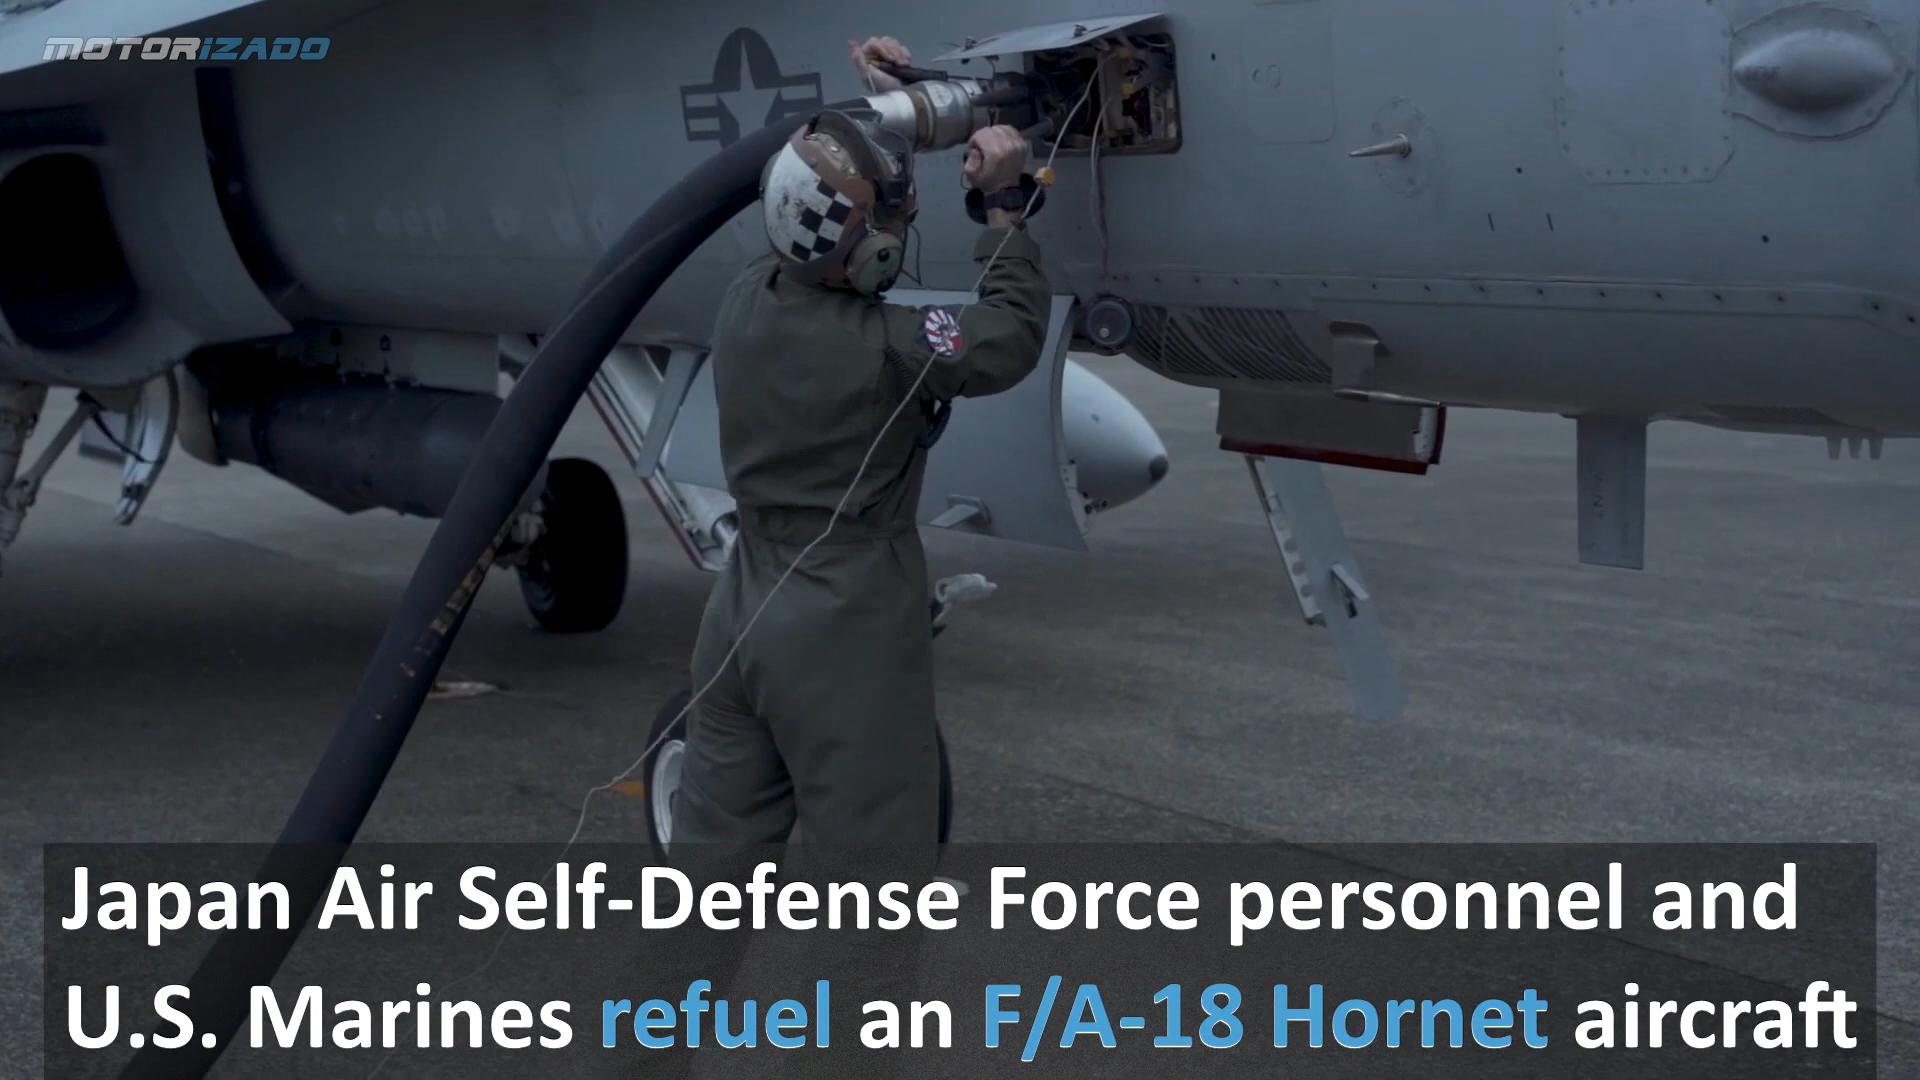 MOTORIZADO
Japan Air Self-Defense Force personnel and
U.S. Marines refuel an F/A-18 Hornet aircraft